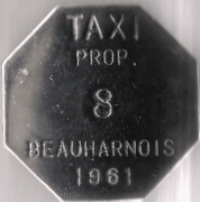 TAXI
PROP.
8
BEAUHARNOIS
1961